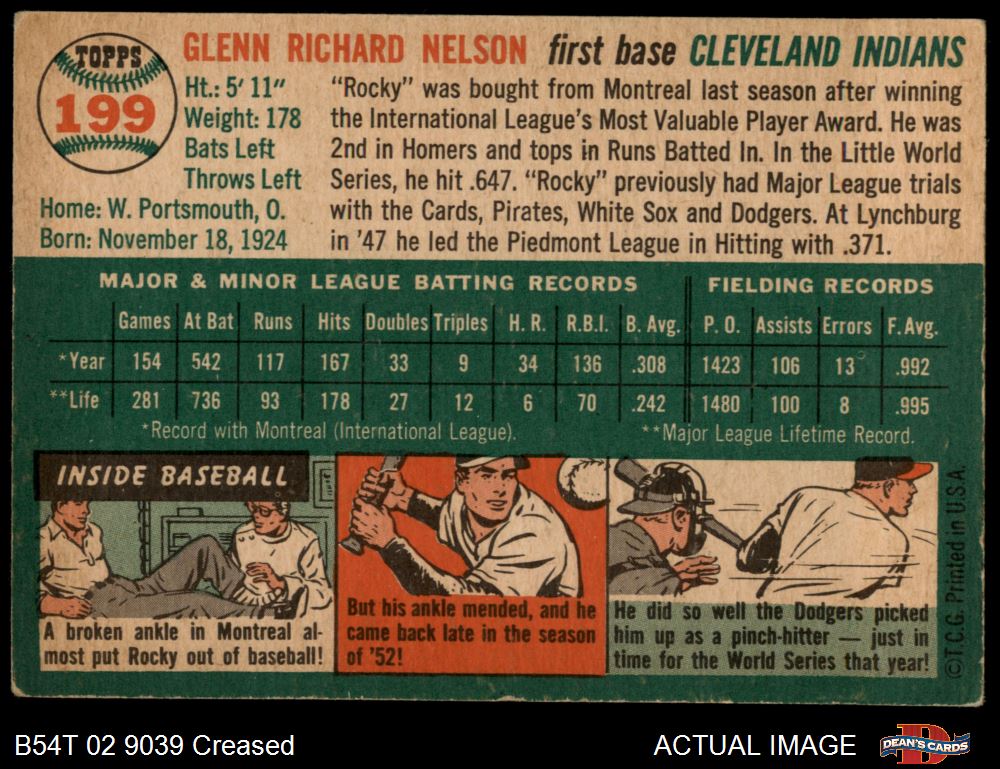 TOPPS
199
GLENN RICHARD NELSON first base CLEVELAND INDIANS
Ht.: 5' 11"
Weight: 178
Bats Left
Throws Left
Home: W. Portsmouth, O.
Born: November 18, 1924
"Rocky" was bought from Montreal last season after winning
the International League's Most Valuable Player Award. He was
2nd in Homers and tops in Runs Batted In. In the Little World
Series, he hit .647. "Rocky" previously had Major League trials
with the Cards, Pirates, White Sox and Dodgers. At Lynchburg
in '47 he led the Piedmont League in Hitting with .371.
MAJOR & MINOR LEAGUE BATTING RECORDS FIELDING RECORDS
Games At Bat Runs Hits Doubles Triples H. R. R.B.I. B. Avg. P. O. Assists Errors F. Avg.
*Year 154 542 117 167 33 9 34 136 .308 1423 106 13 .992
**Life 281 736 93 178 27 12 6 70 .242 1480 100 8 .995
*Record with Montreal (International League). **Major League Lifetime Record.
INSIDE BASEBALL
A broken ankle in Montreal al-
most put Rocky out of baseball!
But his ankle mended, and he
came back late in the season
of '52!
He did so well the Dodgers picked
him up as a pinch-hitter — just in
time for the World Series that year!
©T.C.G. Printed in U.S.A.
B54T 02 9039 Creased
ACTUAL IMAGE
D
DEAN'S CARDS